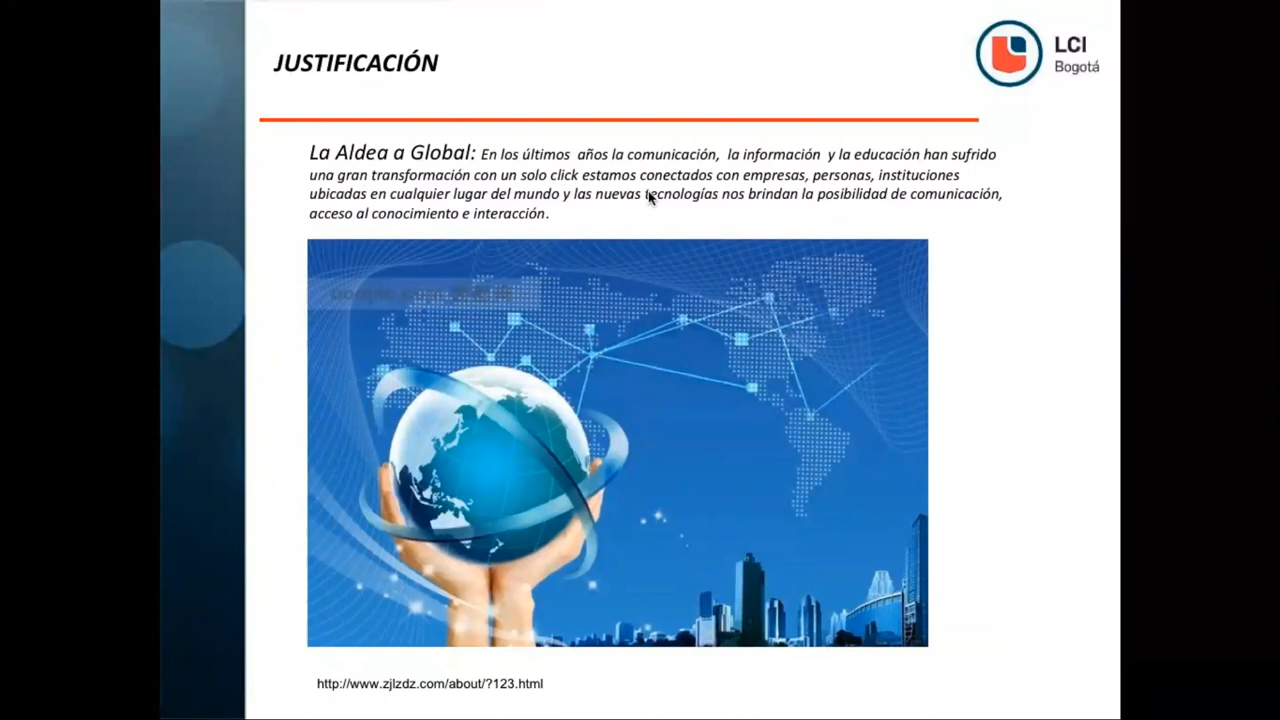 JUSTIFICACIÓN
LCI
Bogotá
La Aldea a Global: En los últimos años la comunicación, la información y la educación han sufrido
una gran transformación con un solo click estamos conectados con empresas, personas, instituciones
ubicadas en cualquier lugar del mundo y las nuevas tecnologías nos brindan la posibilidad de comunicación,
acceso al conocimiento e interacción.
http://www.zjlzdz.com/about/?123.html